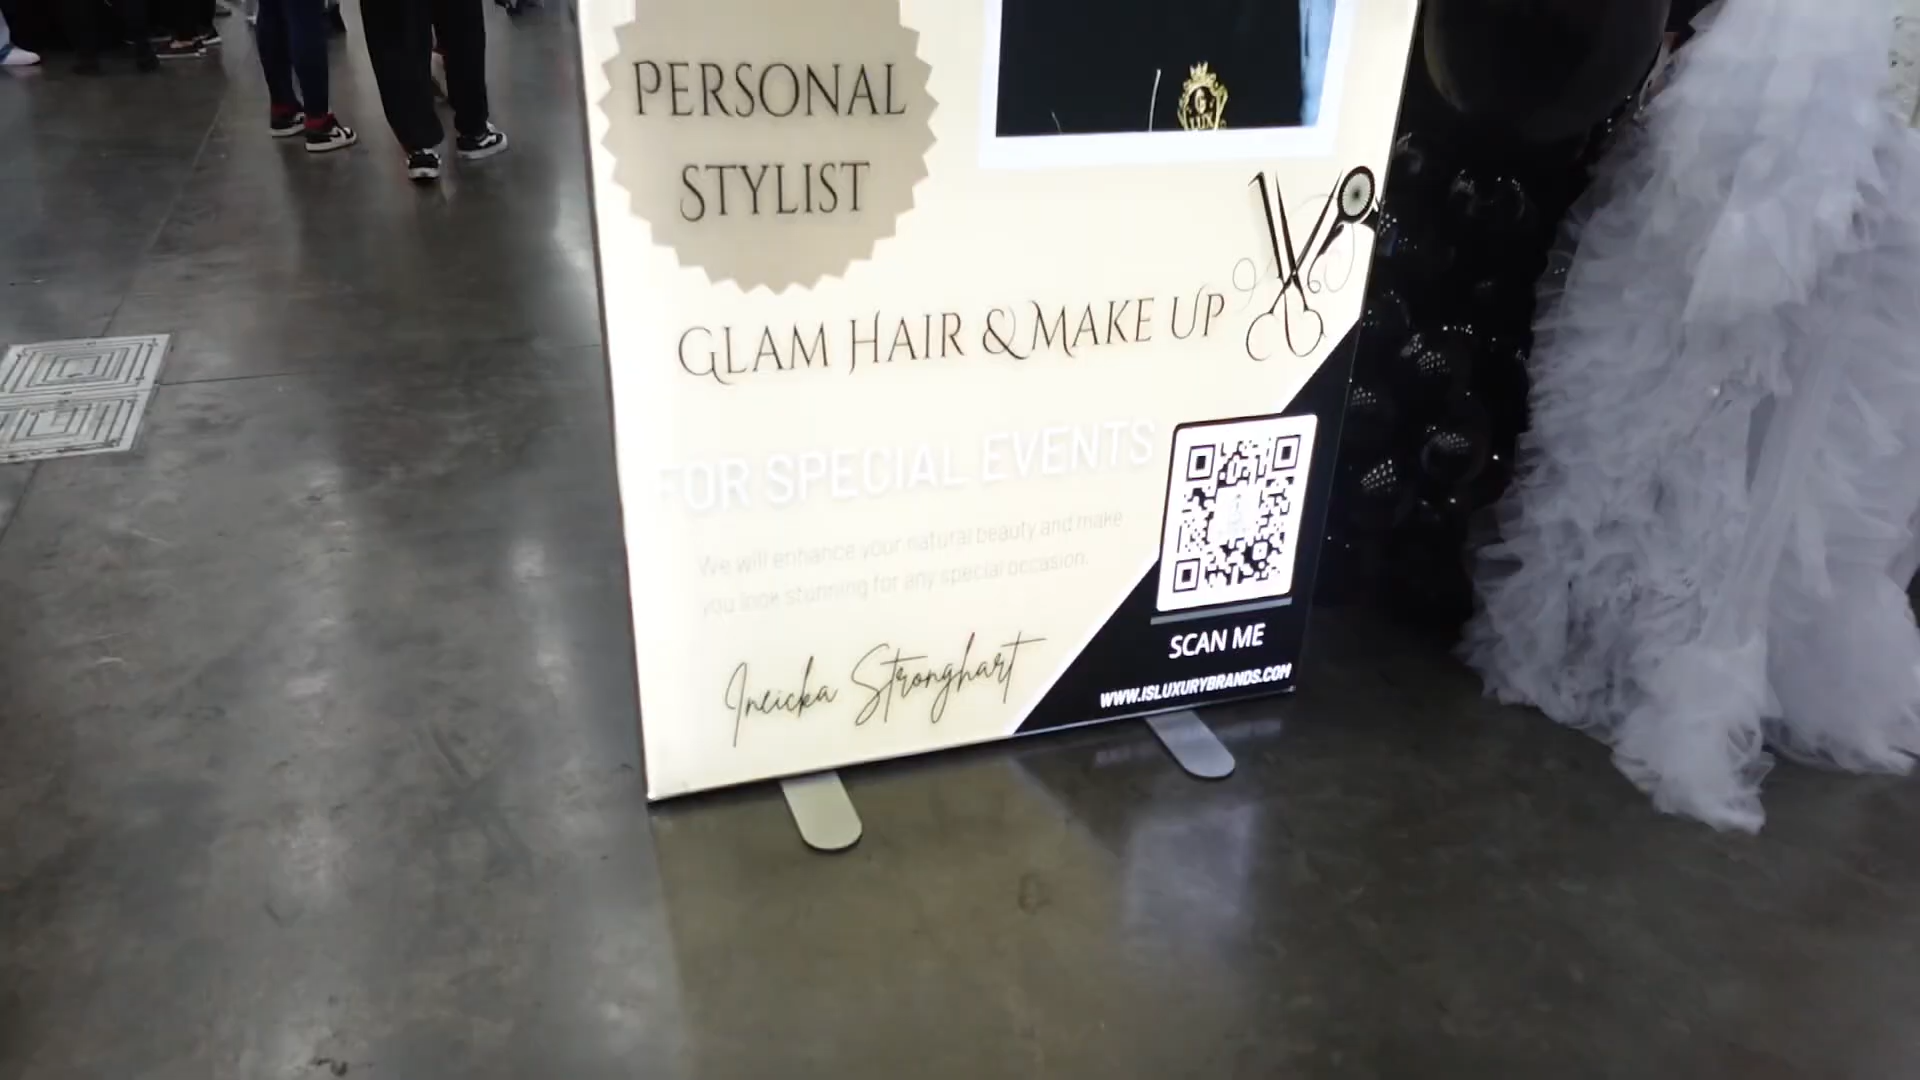 PERSONAL
STYLIST
G
LUX
GLAM HAIR & MAKE UP
FOR SPECIAL EVENTS
We will enhance your natural beauty and make
you look stunning for any special occasion.
Ineicka Stronghart
SCAN ME
WWW.ISLUXURYBRANDS.COM